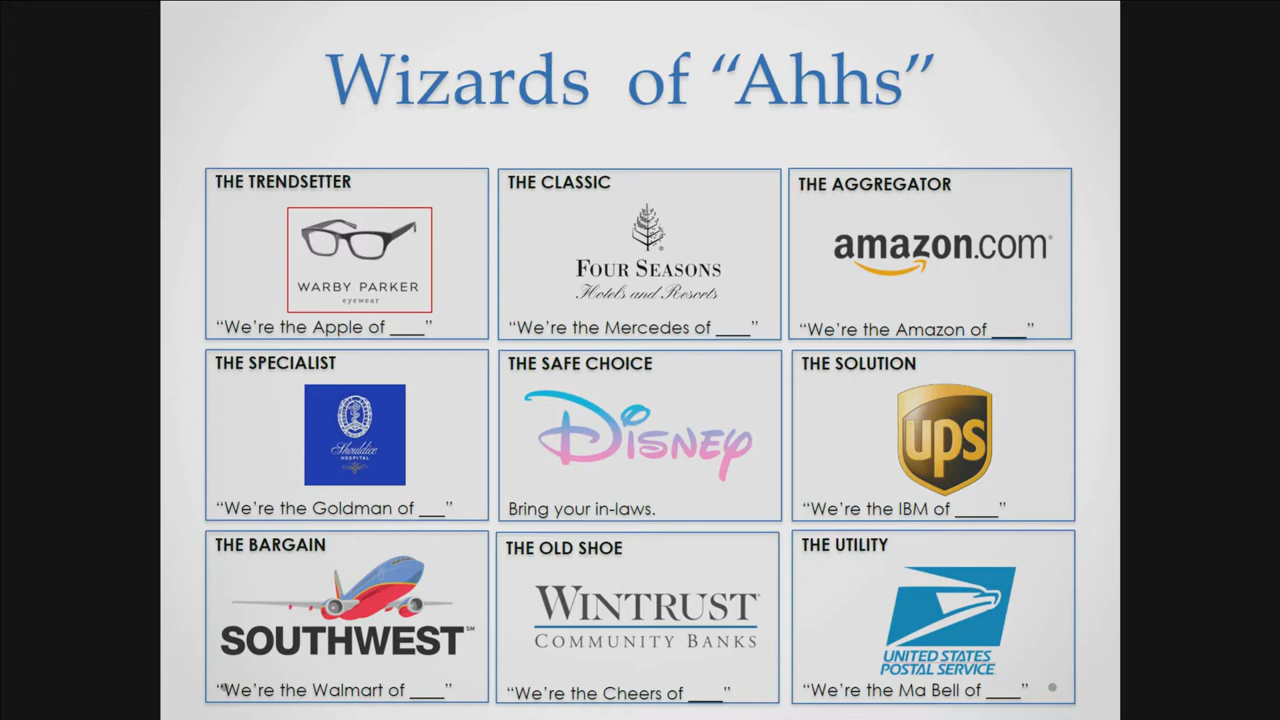 Wizards of “Ahhs”
THE TRENDSETTER
WARBY PARKER
eyewear
“We’re the Apple of ____”
THE CLASSIC
FOUR SEASONS
Hotels and Resorts
“We’re the Mercedes of ____”
THE AGGREGATOR
amazon.com®
“We’re the Amazon of ____”
THE SPECIALIST
Shouldice
HOSPITAL
“We’re the Goldman of ___”
THE SAFE CHOICE
DISNEY
Bring your in-laws.
THE SOLUTION
ups
“We’re the IBM of _____”
THE BARGAIN
SOUTHWEST℠
“We’re the Walmart of ____”
THE OLD SHOE
WINTRUST®
COMMUNITY BANKS
“We’re the Cheers of ____”
THE UTILITY
UNITED STATES
POSTAL SERVICE
“We’re the Ma Bell of ____”